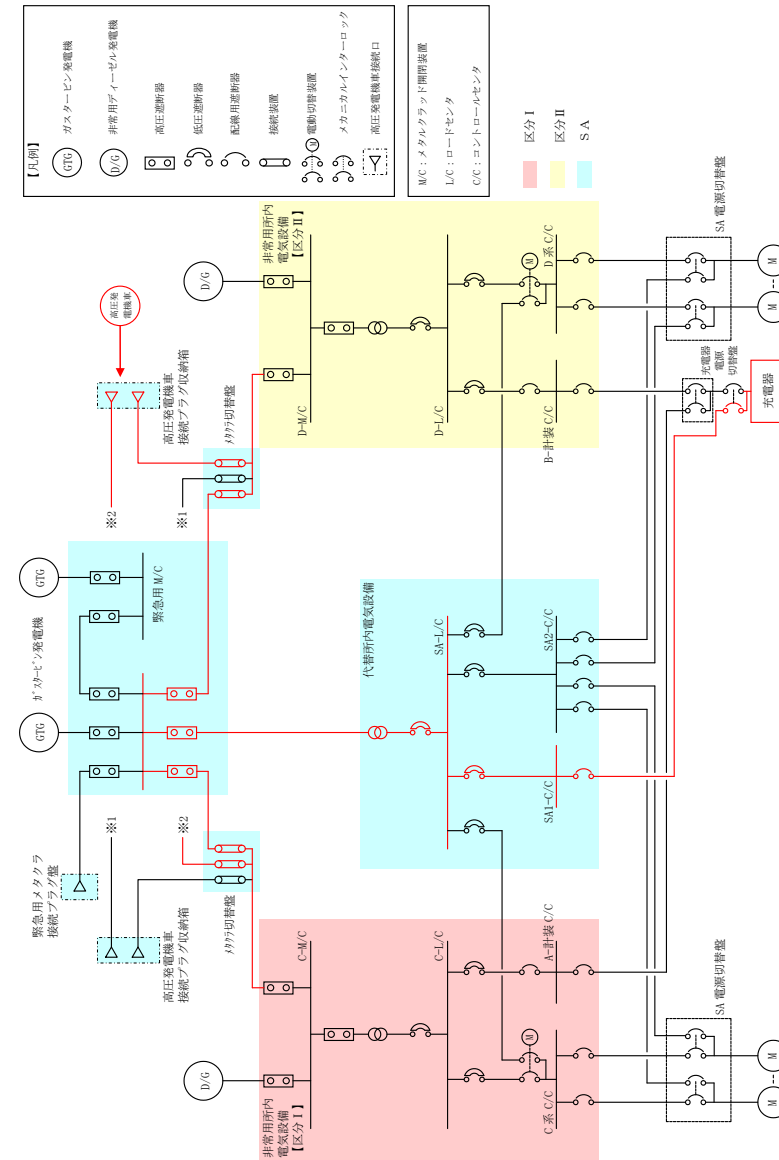 【凡例】
GTG
ガスタービン発電機
D/G
非常用ディーゼル発電機
高圧遮断器
低圧遮断器
配線用遮断器
接続装置
M
電動切替装置
メカニカルインターロック
高圧発電機車接続口
M/C：メタルクラッド開閉装置
L/C：ロードセンタ
C/C：コントロールセンタ
区分Ⅰ
区分Ⅱ
SA
緊急用メタクラ
接続プラグ盤
GTG
ガスタービン発電機
GTG
緊急用 M/C
高圧発電機車
接続プラグ収納箱
※1
※2
メタクラ切替盤
高圧発
電機車
高圧発電機車
接続プラグ収納箱
※2
※1
メタクラ切替盤
D/G
非常用所内
電気設備
【区分Ⅰ】
C-M/C
C-L/C
M
C系 C/C
A-計装 C/C
代替所内電気設備
SA-L/C
SA1-C/C
SA2-C/C
D/G
非常用所内
電気設備
【区分Ⅱ】
D-M/C
D-L/C
M
B-計装 C/C
D系 C/C
SA 電源切替盤
M
M
充電器
電源
切替盤
充電器
SA 電源切替盤
M
M